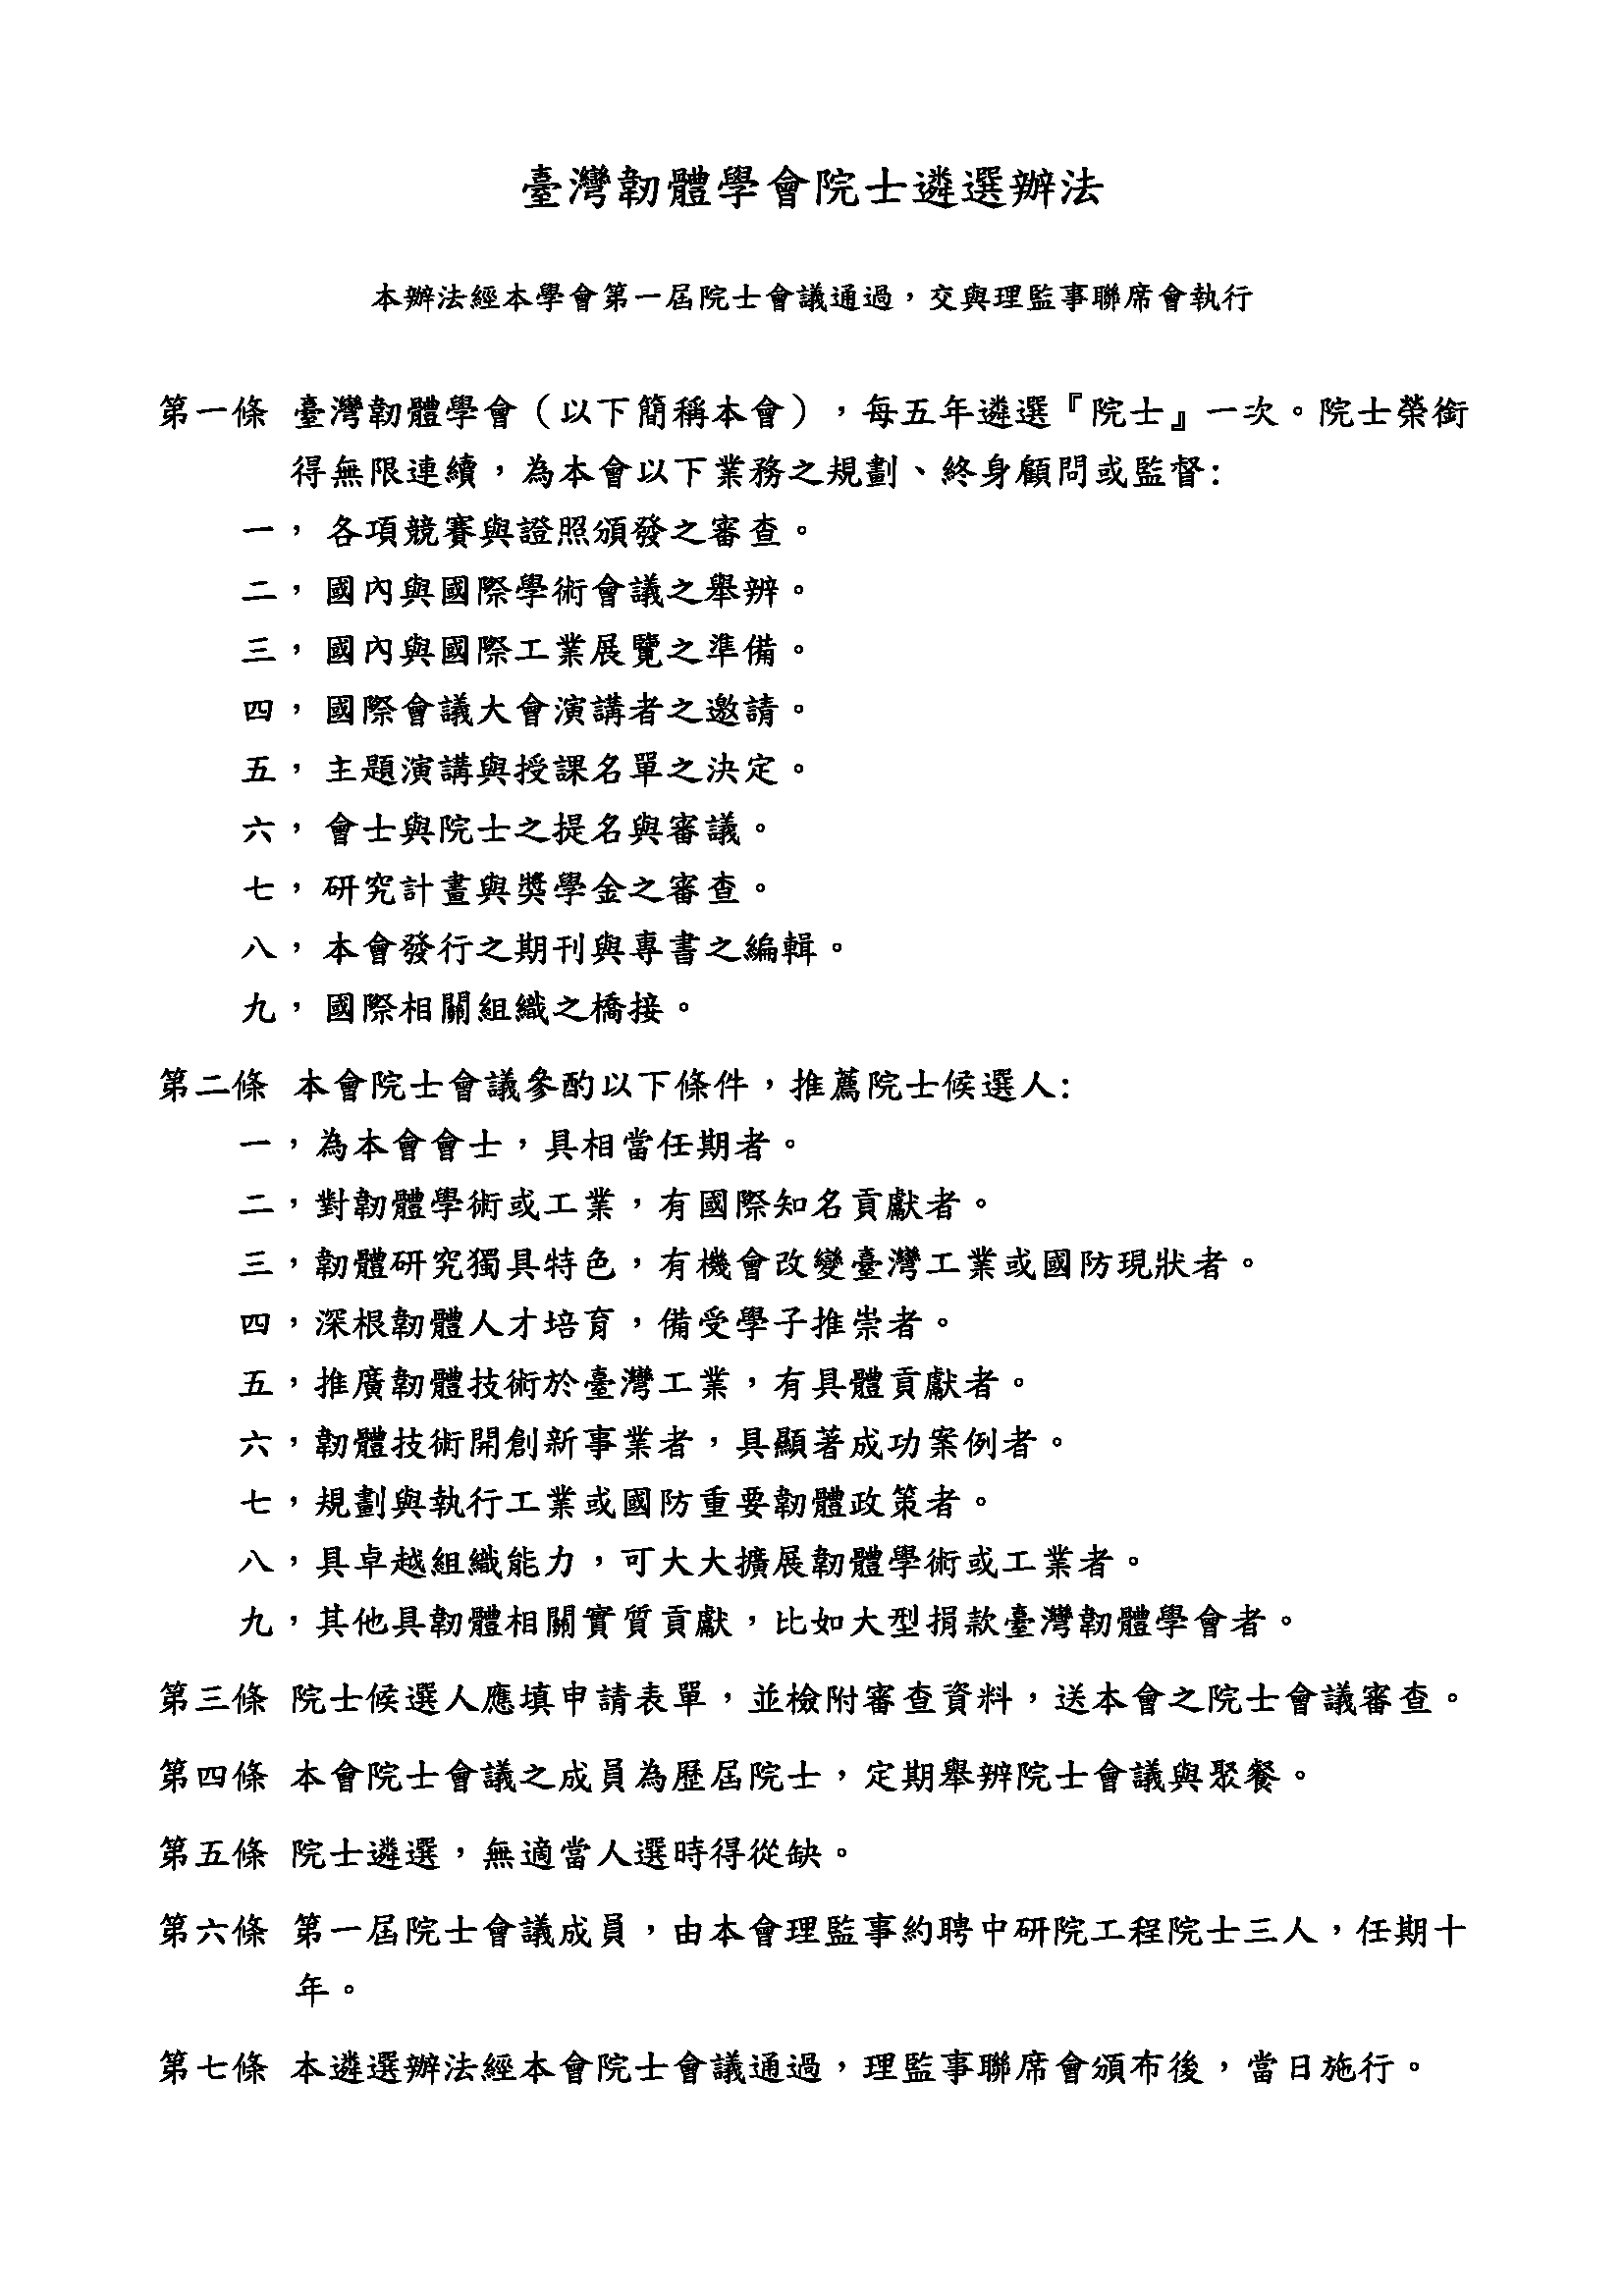 臺灣韌體學會院士遴選辦法
本辦法經本學會第一屆院士會議通過，交與理監事聯席會執行
第一條 臺灣韌體學會（以下簡稱本會），每五年遴選『院士』一次。院士榮銜
得無限連續，為本會以下業務之規劃、終身顧問或監督:
一， 各項競賽與證照頒發之審查。
二， 國內與國際學術會議之舉辦。
三， 國內與國際工業展覽之準備。
四， 國際會議大會演講者之邀請。
五， 主題演講與授課名單之決定。
六， 會士與院士之提名與審議。
七，研究計畫與獎學金之審查。
八，本會發行之期刊與專書之編輯。
九， 國際相關組織之橋接。
第二條 本會院士會議參酌以下條件，推薦院士候選人:
一，為本會會士，具相當任期者。
二，對韌體學術或工業，有國際知名貢獻者。
三，韌體研究獨具特色，有機會改變臺灣工業或國防現狀者。
四，深根韌體人才培育，備受學子推崇者。
五，推廣韌體技術於臺灣工業，有具體貢獻者。
六，韌體技術開創新事業者，具顯著成功案例者。
七，規劃與執行工業或國防重要韌體政策者。
八，具卓越組織能力，可大大擴展韌體學術或工業者。
九，其他具韌體相關實質貢獻，比如大型捐款臺灣韌體學會者。
第三條 院士候選人應填申請表單，並檢附審查資料，送本會之院士會議審查。
第四條 本會院士會議之成員為歷屆院士，定期舉辦院士會議與聚餐。
第五條 院士遴選，無適當人選時得從缺。
第六條 第一屆院士會議成員，由本會理監事約聘中研院工程院士三人，任期十
年。
第七條 本遴選辦法經本會院士會議通過，理監事聯席會頒布後，當日施行。